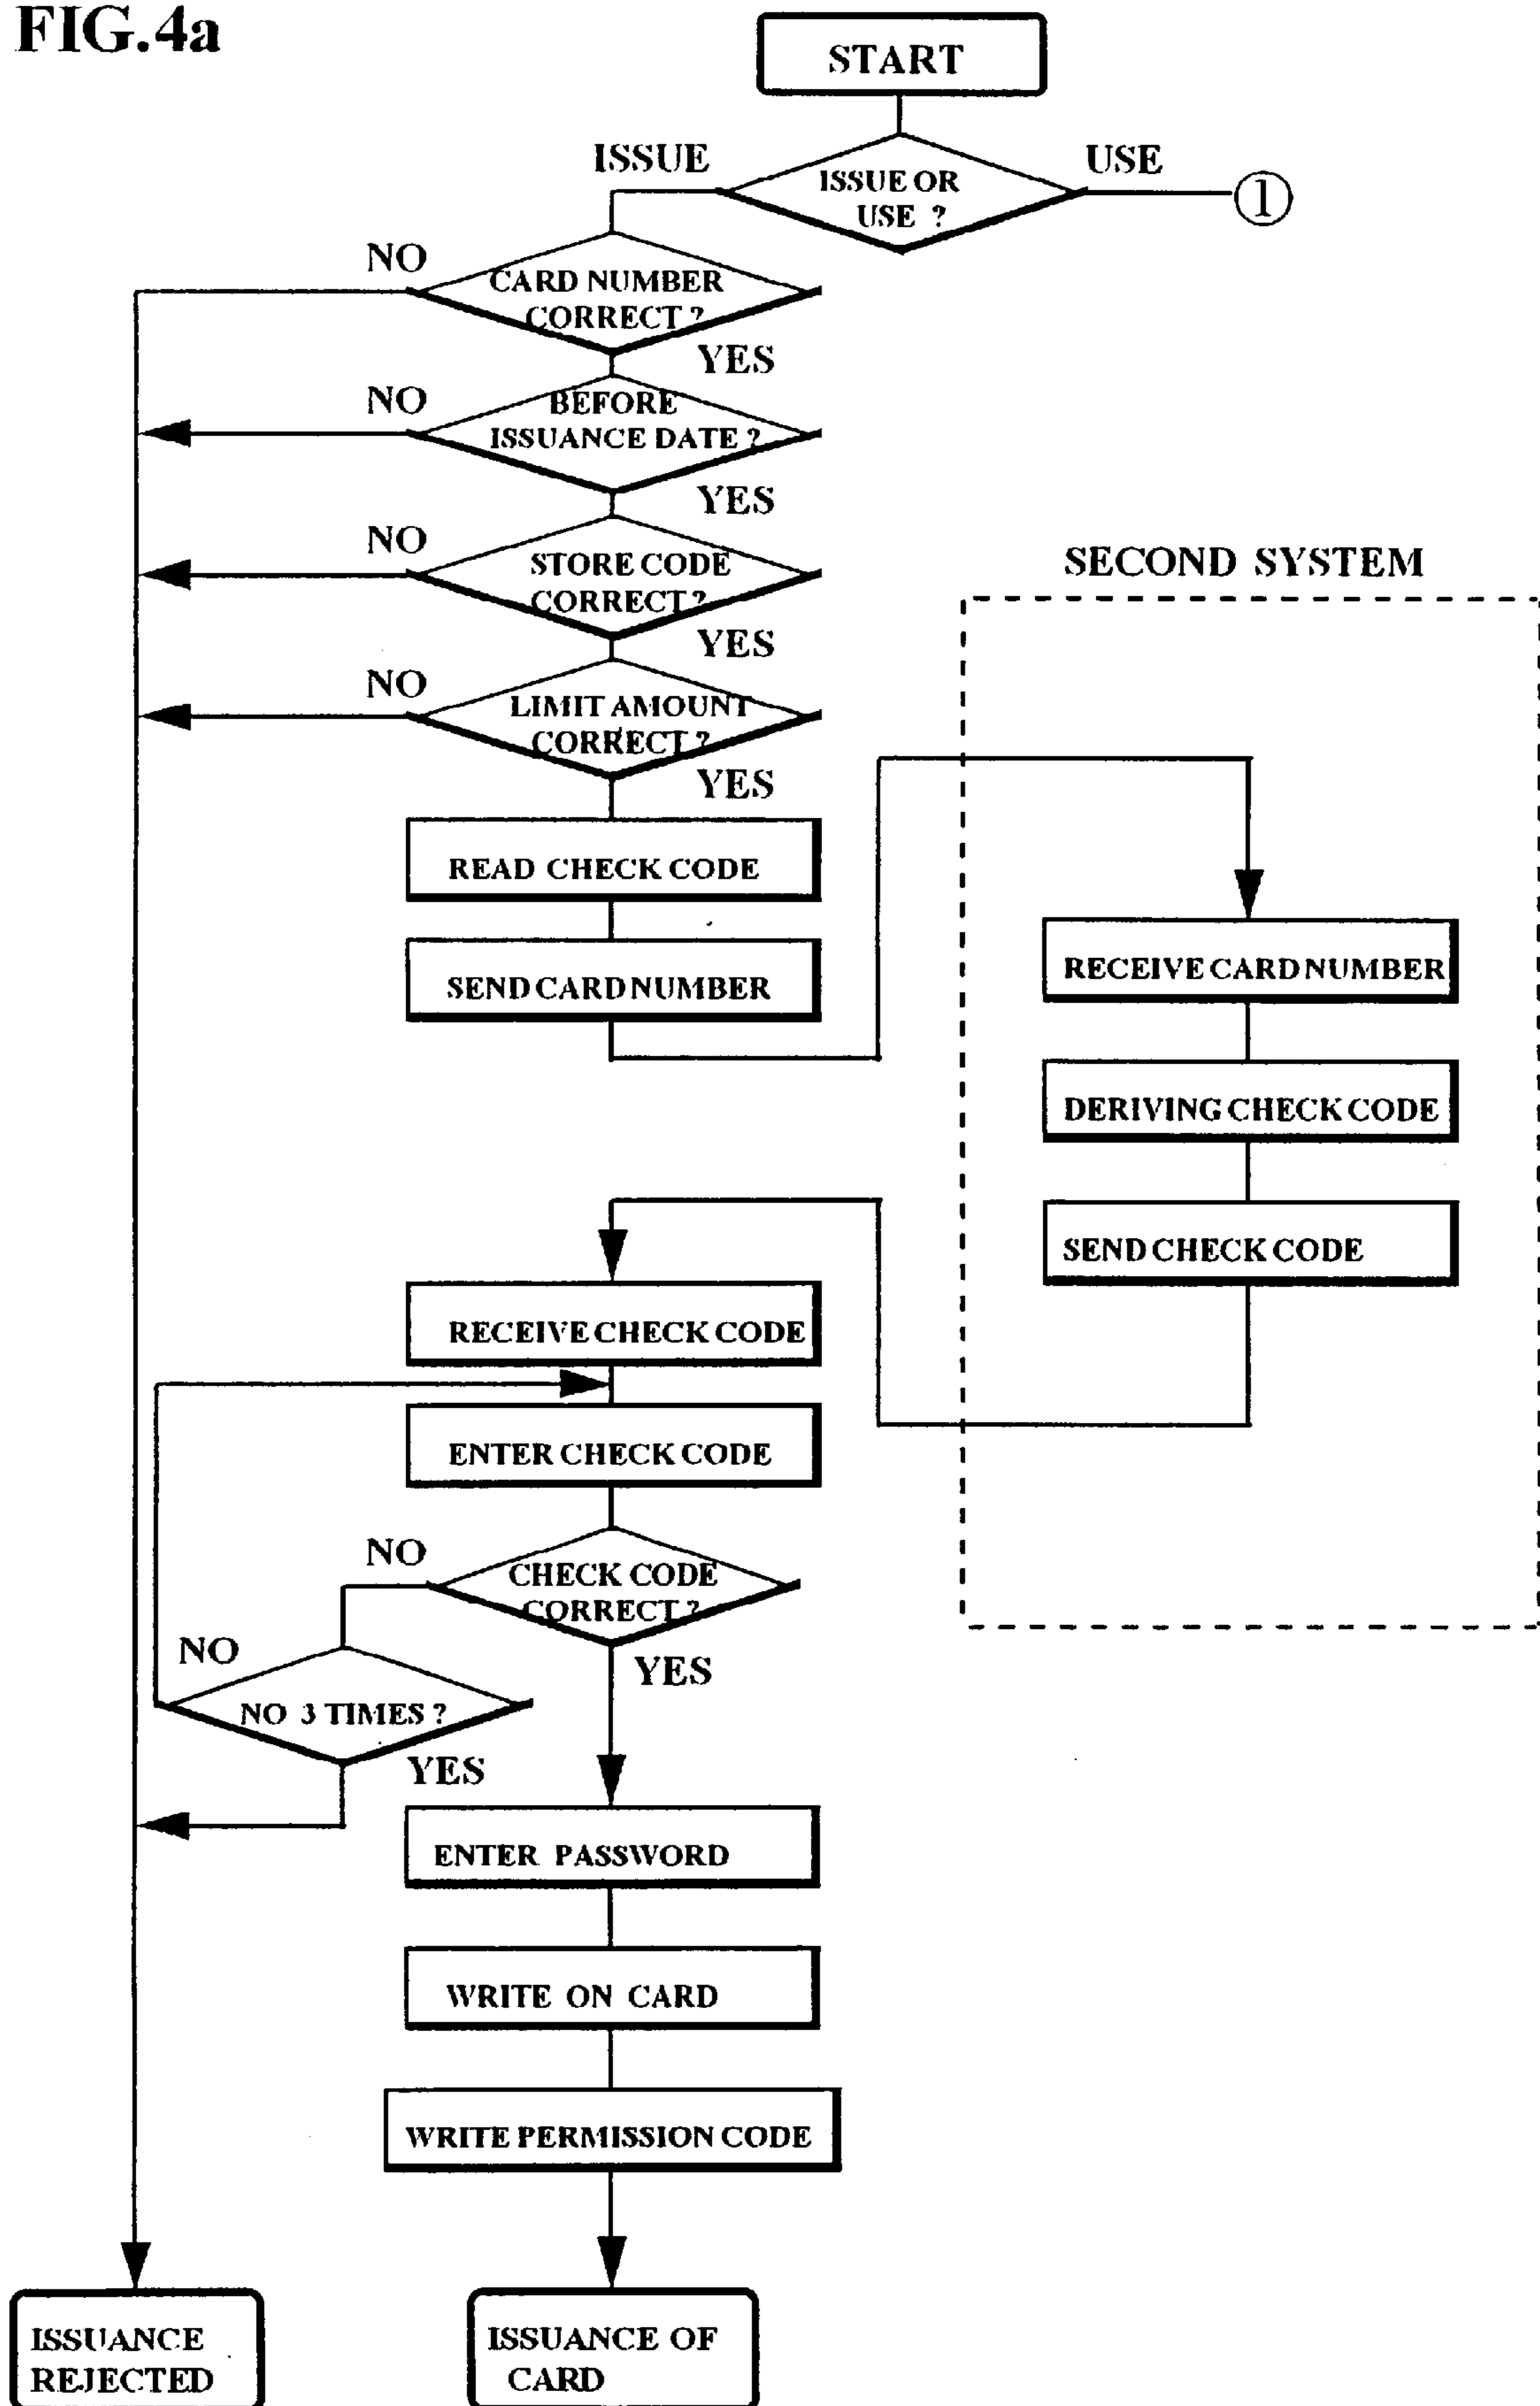 FIG.4a
START
ISSUE
USE
ISSUE OR
USE ?
1
NO
CARD NUMBER
CORRECT ?
YES
NO
BEFORE
ISSUANCE DATE ?
YES
NO
STORE CODE
CORRECT ?
SECOND SYSTEM
YES
NO
LIMIT AMOUNT
CORRECT ?
YES
READ CHECK CODE
SEND CARD NUMBER
RECEIVE CARD NUMBER
DERIVING CHECK CODE
SEND CHECK CODE
RECEIVE CHECK CODE
ENTER CHECK CODE
NO
CHECK CODE
CORRECT ?
NO
YES
NO 3 TIMES ?
YES
ENTER PASSWORD
WRITE ON CARD
WRITE PERMISSION CODE
ISSUANCE
REJECTED
ISSUANCE OF
CARD